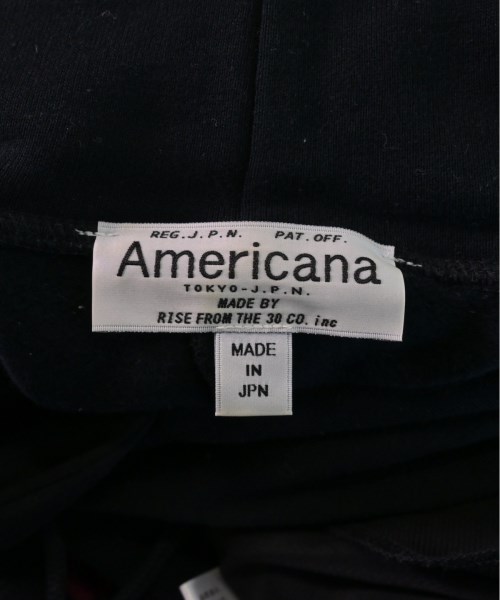 REG.J.P.N. PAT.OFF.
Americana
TOKYO-J.P.N.
MADE BY
RISE FROM THE 30 CO. inc
MADE
IN
JPN